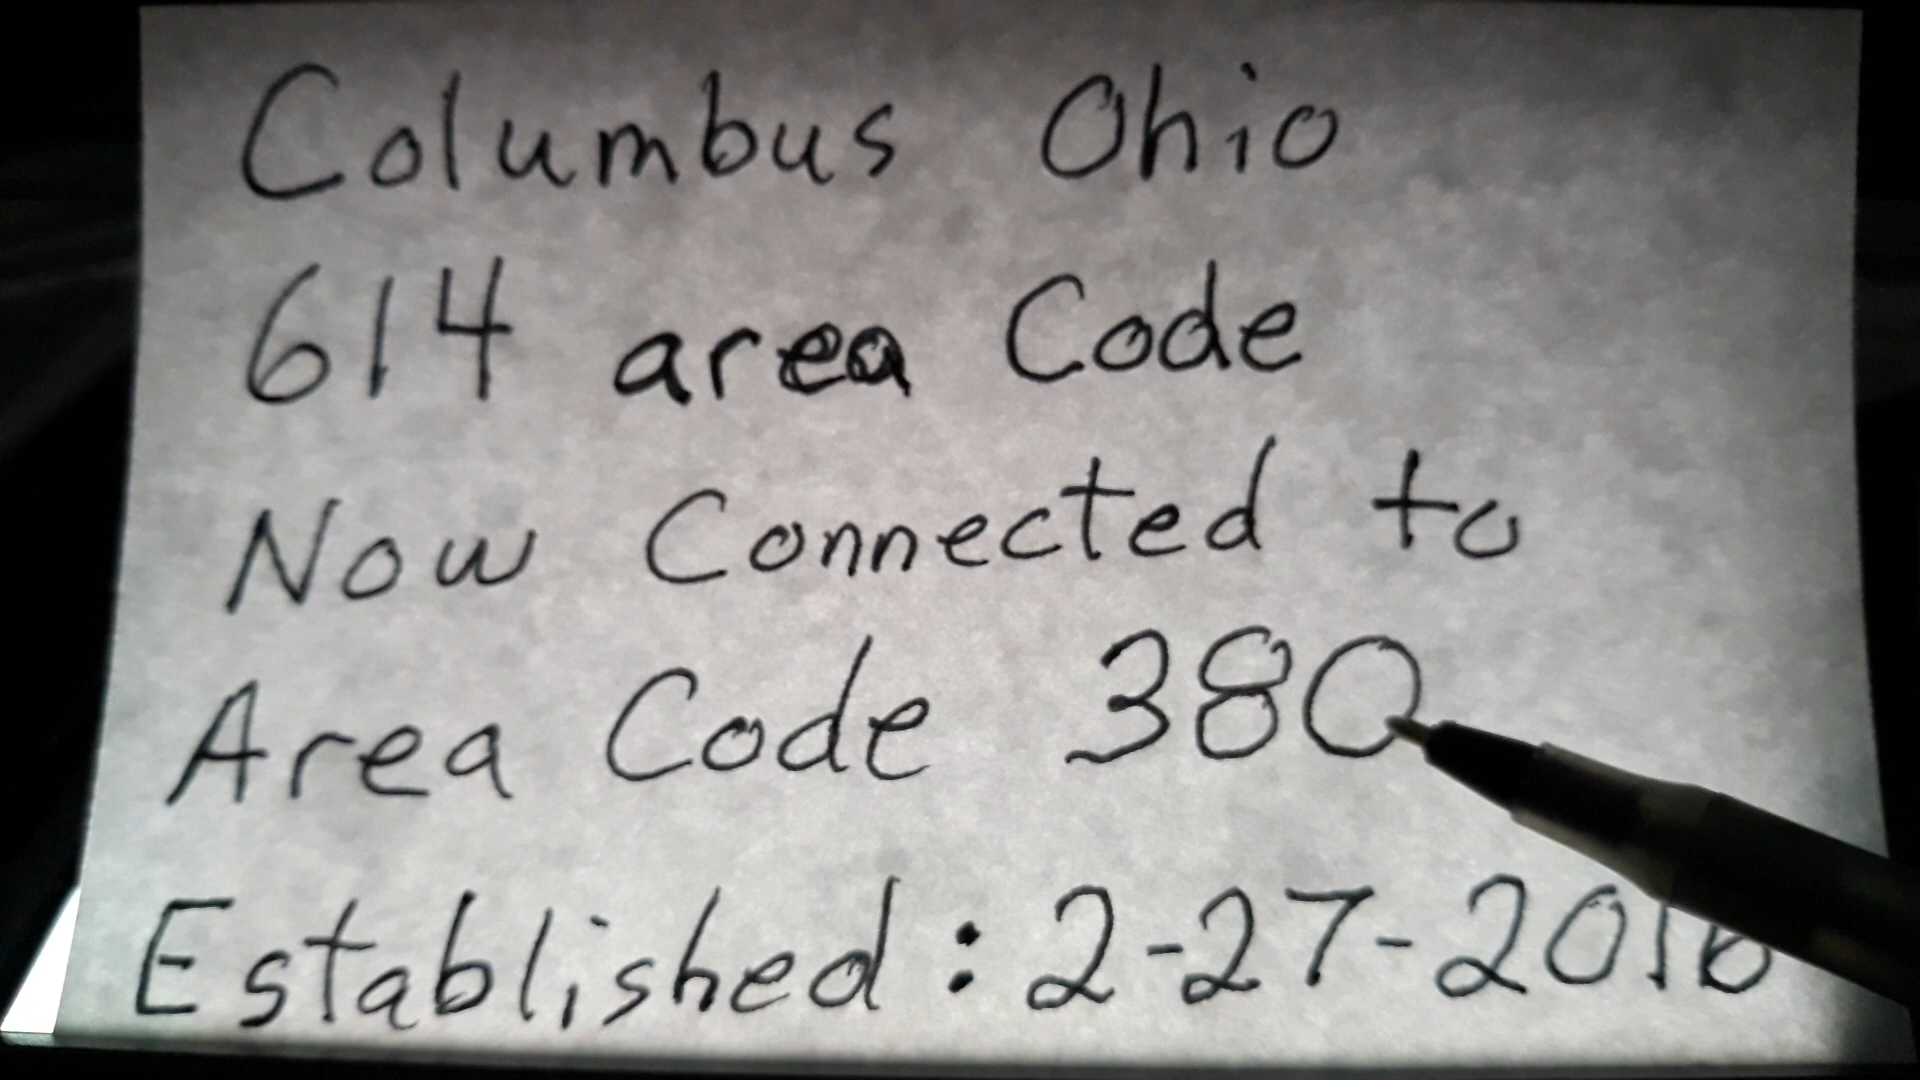 Columbus Ohio
614 area Code
Now Connected to
Area Code 380
Established: 2-27-2016